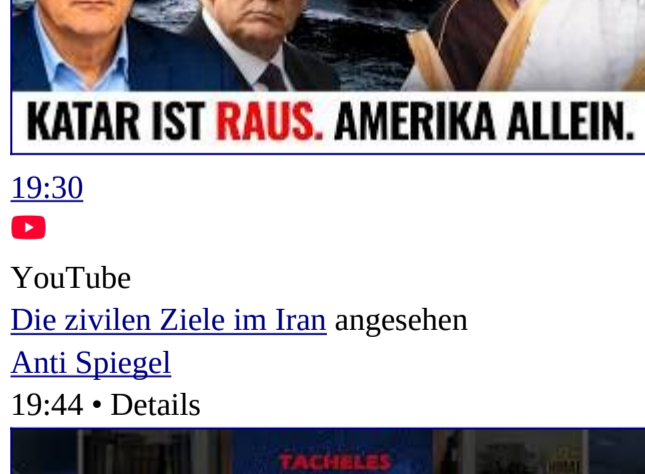 KATAR IST RAUS. AMERIKA ALLEIN.
19:30
YouTube
Die zivilen Ziele im Iran angesehen
Anti Spiegel
19:44 • Details
TACHELES